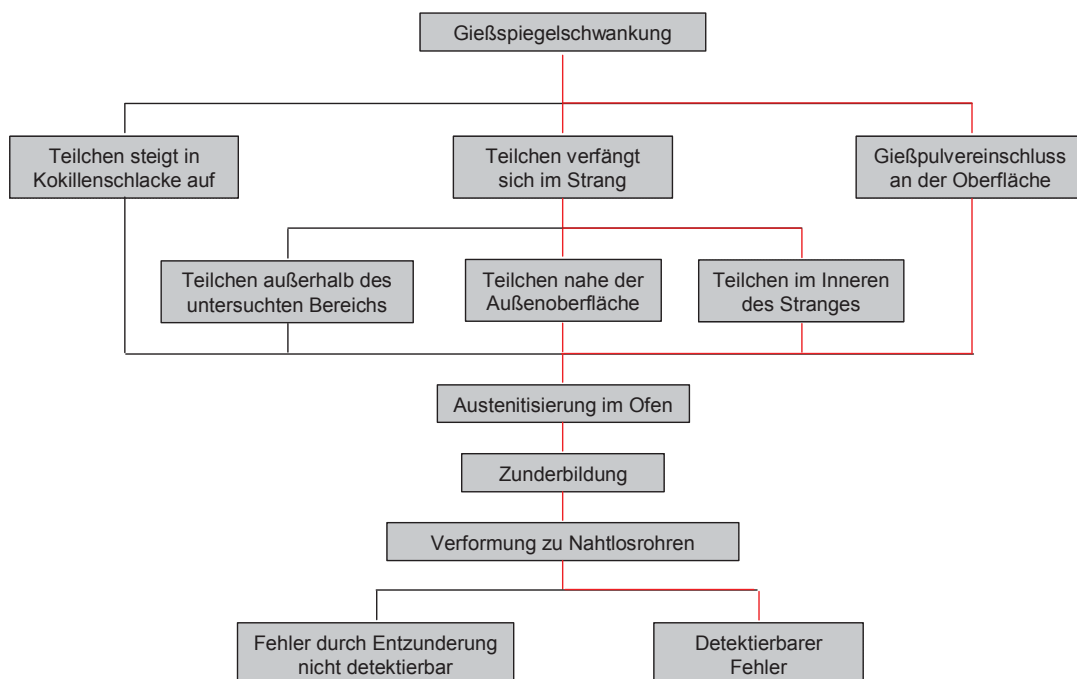 Gießspiegelschwankung
Teilchen steigt in
Kokillenschlacke auf
Teilchen verfängt
sich im Strang
Gießpulvereinschluss
an der Oberfläche
Teilchen außerhalb des
untersuchten Bereichs
Teilchen nahe der
Außenoberfläche
Teilchen im Inneren
des Stranges
Austenitisierung im Ofen
Zunderbildung
Verformung zu Nahtlosrohren
Fehler durch Entzunderung
nicht detektierbar
Detektierbarer
Fehler